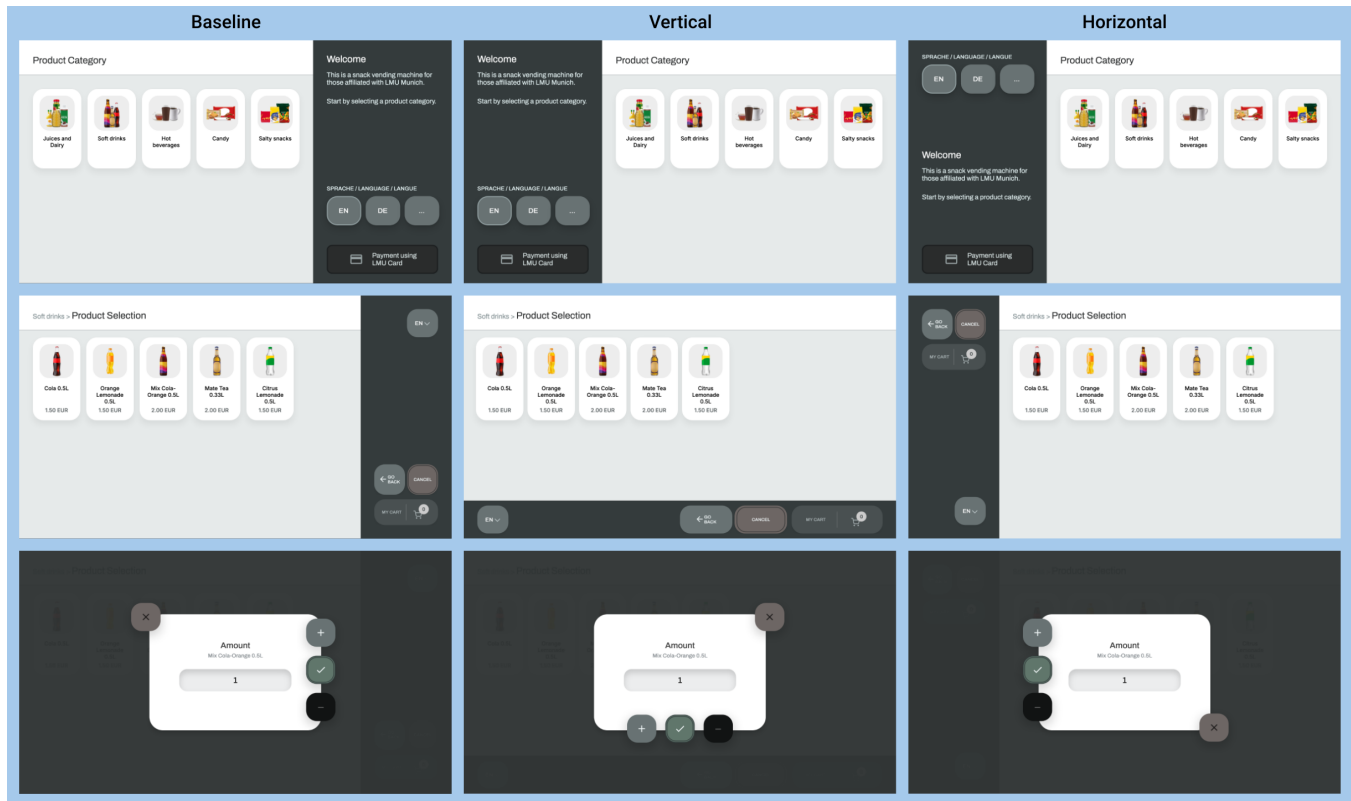 Baseline
Vertical
Horizontal
Product Category
Juices and
Dairy
Soft drinks
Hot
beverages
Candy
Salty snacks
Welcome
This is a snack vending machine for
those affiliated with LMU Munich.
Start by selecting a product category.
SPRACHE / LANGUAGE / LANGUE
EN
DE
...
Payment using
LMU Card
Welcome
This is a snack vending machine for
those affiliated with LMU Munich.
Start by selecting a product category.
SPRACHE / LANGUAGE / LANGUE
EN
DE
...
Payment using
LMU Card
Product Category
Juices and
Dairy
Soft drinks
Hot
beverages
Candy
Salty snacks
SPRACHE / LANGUAGE / LANGUE
EN
DE
...
Welcome
This is a snack vending machine for
those affiliated with LMU Munich.
Start by selecting a product category.
Payment using
LMU Card
Product Category
Juices and
Dairy
Soft drinks
Hot
beverages
Candy
Salty snacks
Soft drinks > Product Selection
Cola 0.5L
1.50 EUR
Orange
Lemonade
0.5L
1.50 EUR
Mix Cola-
Orange 0.5L
2.00 EUR
Mate Tea
0.33L
2.00 EUR
Citrus
Lemonade
0.5L
1.50 EUR
EN
GO
BACK
CANCEL
MY CART
0
Soft drinks > Product Selection
Cola 0.5L
1.50 EUR
Orange
Lemonade
0.5L
1.50 EUR
Mix Cola-
Orange 0.5L
2.00 EUR
Mate Tea
0.33L
2.00 EUR
Citrus
Lemonade
0.5L
1.50 EUR
EN
GO
BACK
CANCEL
MY CART
0
GO
BACK
CANCEL
MY CART
0
EN
Soft drinks > Product Selection
Cola 0.5L
1.50 EUR
Orange
Lemonade
0.5L
1.50 EUR
Mix Cola-
Orange 0.5L
2.00 EUR
Mate Tea
0.33L
2.00 EUR
Citrus
Lemonade
0.5L
1.50 EUR
Product Selection
Amount
Mix Cola-Orange 0.5L
1
Product Selection
Amount
Mix Cola-Orange 0.5L
1
Product Selection
Amount
Mix Cola-Orange 0.5L
1